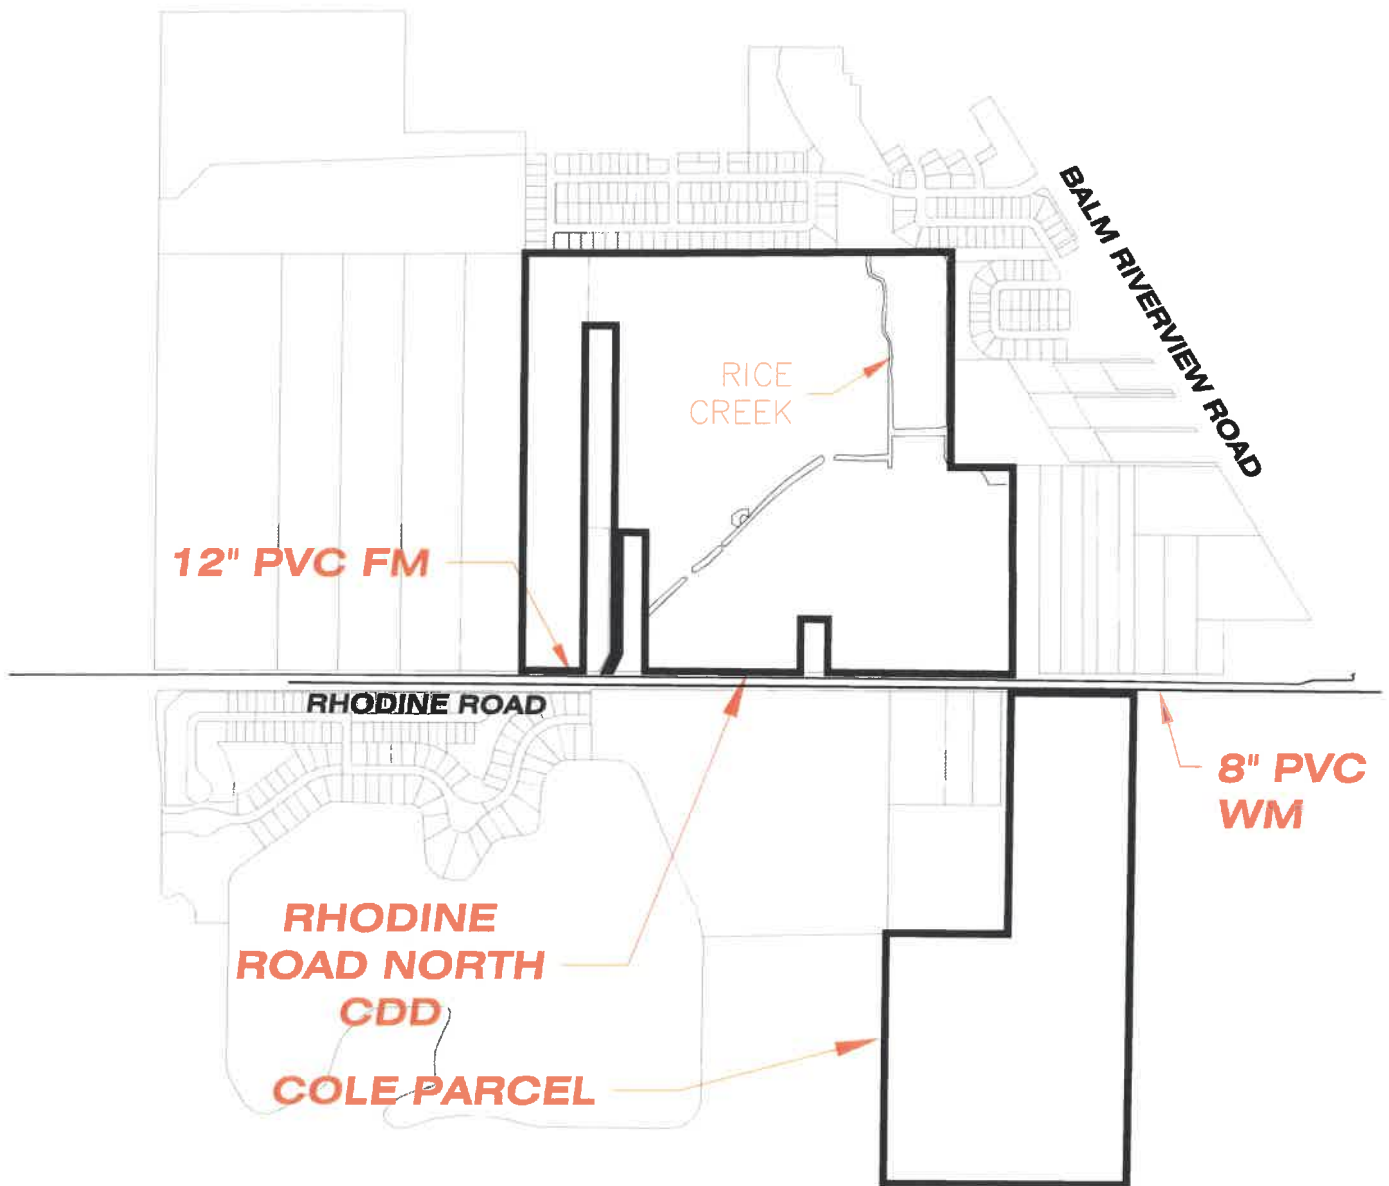 BALM RIVERVIEW ROAD
RICE
CREEK
12" PVC FM
RHODINE ROAD
8" PVC
WM
RHODINE
ROAD NORTH
CDD
COLE PARCEL